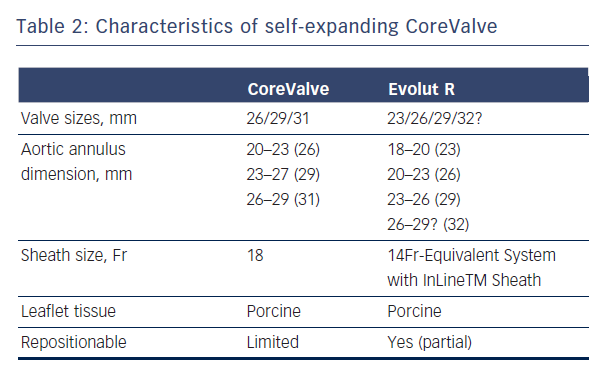 Table 2: Characteristics of self-expanding CoreValve
CoreValve Evolut R
Valve sizes, mm 26/29/31 23/26/29/32?
Aortic annulus 20–23 (26) 18–20 (23)
dimension, mm 23–27 (29) 20–23 (26)
26–29 (31) 23–26 (29)
26–29? (32)
Sheath size, Fr 18 14Fr-Equivalent System
with InLineTM Sheath
Leaflet tissue Porcine Porcine
Repositionable Limited Yes (partial)